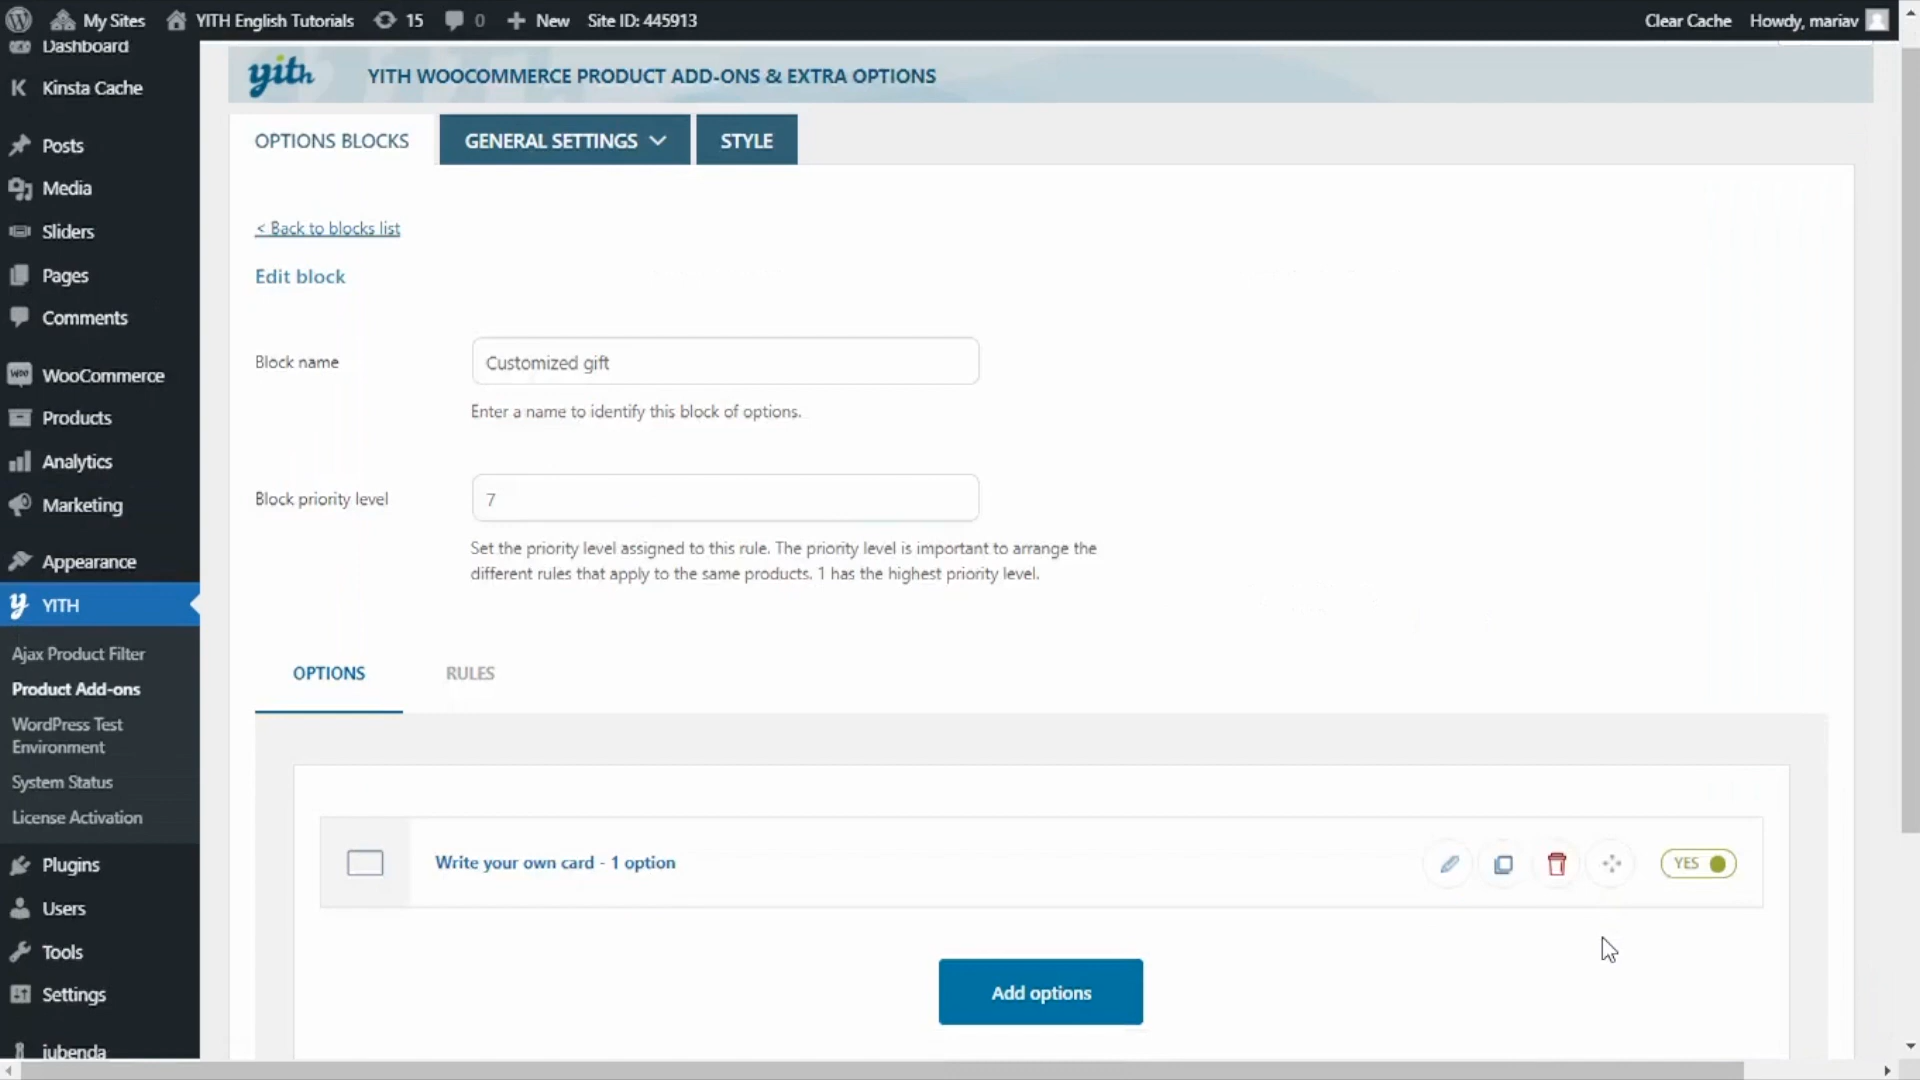 My Sites
YITH English Tutorials
15
0
New
Site ID: 445913
Clear Cache
Howdy, mariav
Dashboard
Kinsta Cache
Posts
Media
Sliders
Pages
Comments
WooCommerce
Products
Analytics
Marketing
Appearance
YITH
Ajax Product Filter
Product Add-ons
WordPress Test
Environment
System Status
License Activation
Plugins
Users
Tools
Settings
iubenda
yith
YITH WOOCOMMERCE PRODUCT ADD-ONS & EXTRA OPTIONS
OPTIONS BLOCKS
GENERAL SETTINGS
STYLE
< Back to blocks list
Edit block
Block name
Customized gift
Enter a name to identify this block of options.
Block priority level
7
Set the priority level assigned to this rule. The priority level is important to arrange the
different rules that apply to the same products. 1 has the highest priority level.
OPTIONS
RULES
Write your own card - 1 option
YES
Add options